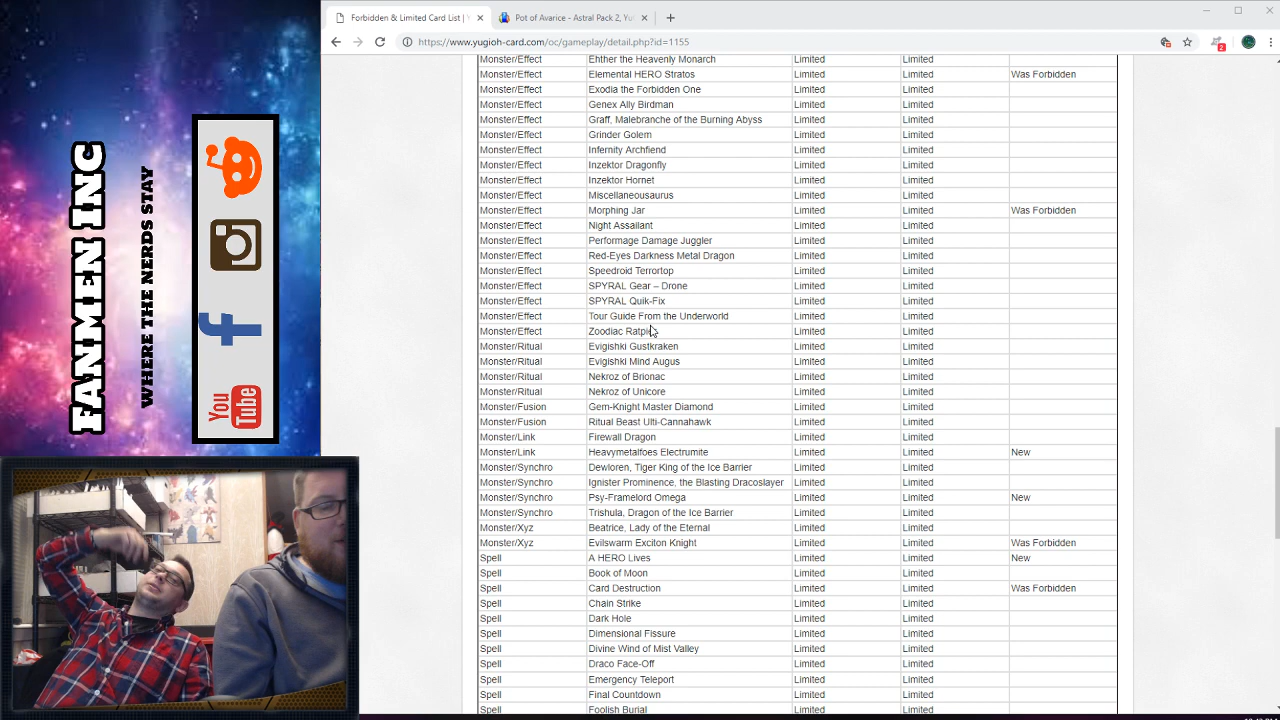 FANMEN INC
WHERE THE NERDS STAY
You
Tube
Forbidden & Limited Card List | Y
Pot of Avarice - Astral Pack 2, Yu
https://www.yugioh-card.com/oc/gameplay/detail.php?id=1155
2
Monster/Effect Ehther the Heavenly Monarch Limited Limited
Monster/Effect Elemental HERO Stratos Limited Limited Was Forbidden
Monster/Effect Exodia the Forbidden One Limited Limited
Monster/Effect Genex Ally Birdman Limited Limited
Monster/Effect Graff, Malebranche of the Burning Abyss Limited Limited
Monster/Effect Grinder Golem Limited Limited
Monster/Effect Infernity Archfiend Limited Limited
Monster/Effect Inzektor Dragonfly Limited Limited
Monster/Effect Inzektor Hornet Limited Limited
Monster/Effect Miscellaneousaurus Limited Limited
Monster/Effect Morphing Jar Limited Limited Was Forbidden
Monster/Effect Night Assailant Limited Limited
Monster/Effect Performage Damage Juggler Limited Limited
Monster/Effect Red-Eyes Darkness Metal Dragon Limited Limited
Monster/Effect Speedroid Terrortop Limited Limited
Monster/Effect SPYRAL Gear – Drone Limited Limited
Monster/Effect SPYRAL Quik-Fix Limited Limited
Monster/Effect Tour Guide From the Underworld Limited Limited
Monster/Effect Zoodiac Ratpier Limited Limited
Monster/Ritual Evigishki Gustkraken Limited Limited
Monster/Ritual Evigishki Mind Augus Limited Limited
Monster/Ritual Nekroz of Brionac Limited Limited
Monster/Ritual Nekroz of Unicore Limited Limited
Monster/Fusion Gem-Knight Master Diamond Limited Limited
Monster/Fusion Ritual Beast Ulti-Cannahawk Limited Limited
Monster/Link Firewall Dragon Limited Limited
Monster/Link Heavymetalfoes Electrumite Limited Limited New
Monster/Synchro Dewloren, Tiger King of the Ice Barrier Limited Limited
Monster/Synchro Ignister Prominence, the Blasting Dracoslayer Limited Limited
Monster/Synchro Psy-Framelord Omega Limited Limited New
Monster/Synchro Trishula, Dragon of the Ice Barrier Limited Limited
Monster/Xyz Beatrice, Lady of the Eternal Limited Limited
Monster/Xyz Evilswarm Exciton Knight Limited Limited Was Forbidden
Spell A HERO Lives Limited Limited New
Spell Book of Moon Limited Limited
Spell Card Destruction Limited Limited Was Forbidden
Spell Chain Strike Limited Limited
Spell Dark Hole Limited Limited
Spell Dimensional Fissure Limited Limited
Spell Divine Wind of Mist Valley Limited Limited
Spell Draco Face-Off Limited Limited
Spell Emergency Teleport Limited Limited
Spell Final Countdown Limited Limited
Spell Foolish Burial Limited Limited